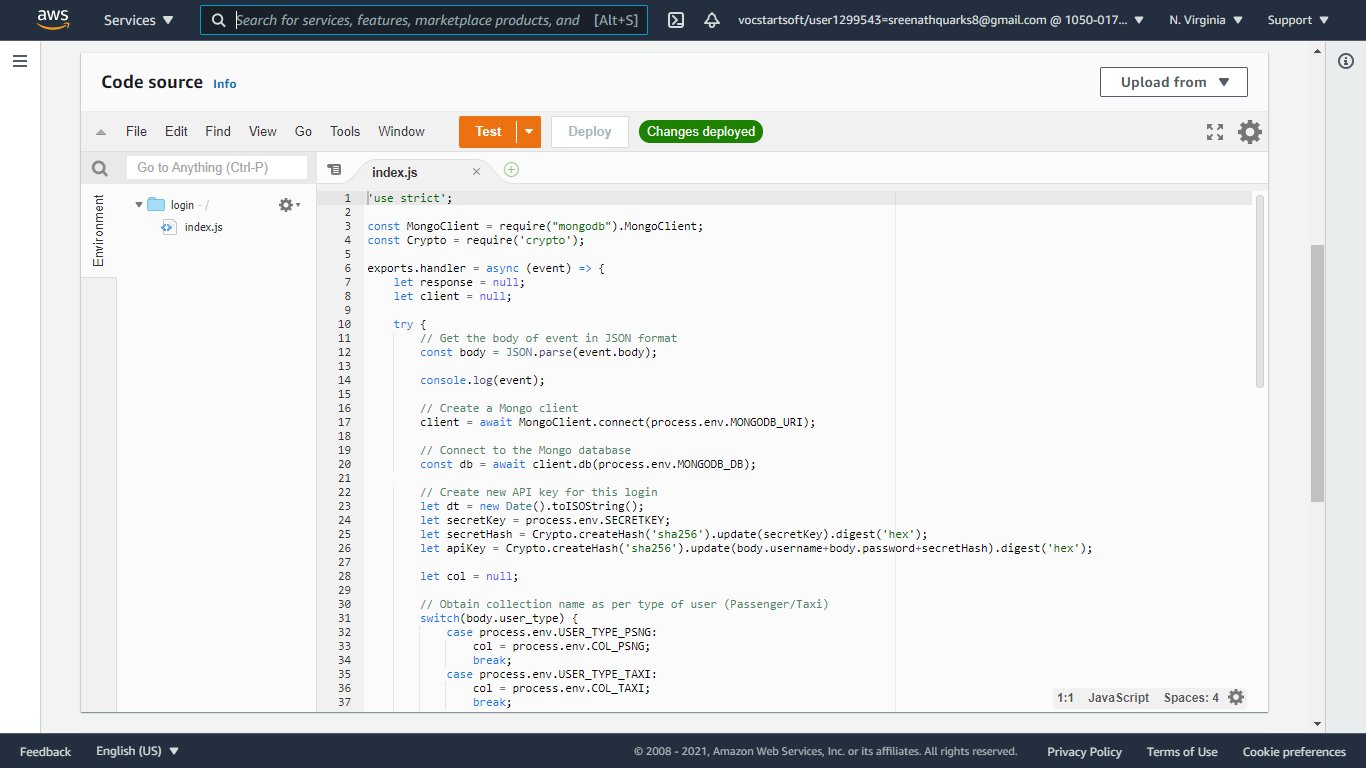 aws Services Search for services, features, marketplace products, and [Alt+S] vocstartsoft/user1299543=sreenathquarks8@gmail.com @ 1050-017... N. Virginia Support
Code source Info Upload from
File Edit Find View Go Tools Window Test Deploy Changes deployed
Go to Anything (Ctrl-P) index.js
Environment
login - /
index.js
1 'use strict';
2
3 const MongoClient = require("mongodb").MongoClient;
4 const Crypto = require('crypto');
5
6 exports.handler = async (event) => {
7 let response = null;
8 let client = null;
9
10 try {
11 // Get the body of event in JSON format
12 const body = JSON.parse(event.body);
13
14 console.log(event);
15
16 // Create a Mongo client
17 client = await MongoClient.connect(process.env.MONGODB_URI);
18
19 // Connect to the Mongo database
20 const db = await client.db(process.env.MONGODB_DB);
21
22 // Create new API key for this login
23 let dt = new Date().toISOString();
24 let secretKey = process.env.SECRETKEY;
25 let secretHash = Crypto.createHash('sha256').update(secretKey).digest('hex');
26 let apiKey = Crypto.createHash('sha256').update(body.username+body.password+secretHash).digest('hex');
27
28 let col = null;
29
30 // Obtain collection name as per type of user (Passenger/Taxi)
31 switch(body.user_type) {
32 case process.env.USER_TYPE_PSNG:
33 col = process.env.COL_PSNG;
34 break;
35 case process.env.USER_TYPE_TAXI:
36 col = process.env.COL_TAXI;
37 break;
1:1 JavaScript Spaces: 4
Feedback English (US) © 2008 - 2021, Amazon Web Services, Inc. or its affiliates. All rights reserved. Privacy Policy Terms of Use Cookie preferences